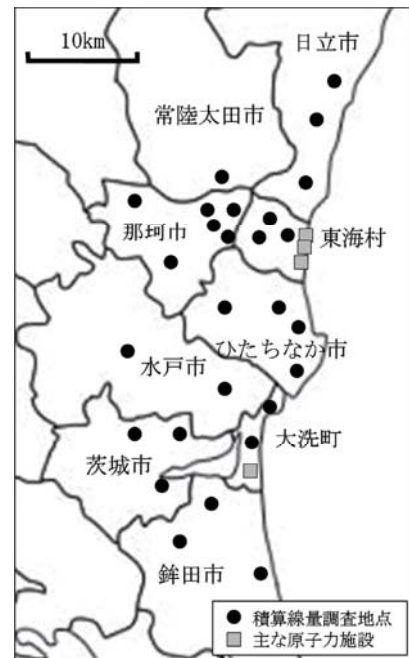 10km
日立市
常陸太田市
那珂市
東海村
ひたちなか市
水戸市
大洗町
茨城市
鉾田市
積算線量調査地点
主な原子力施設